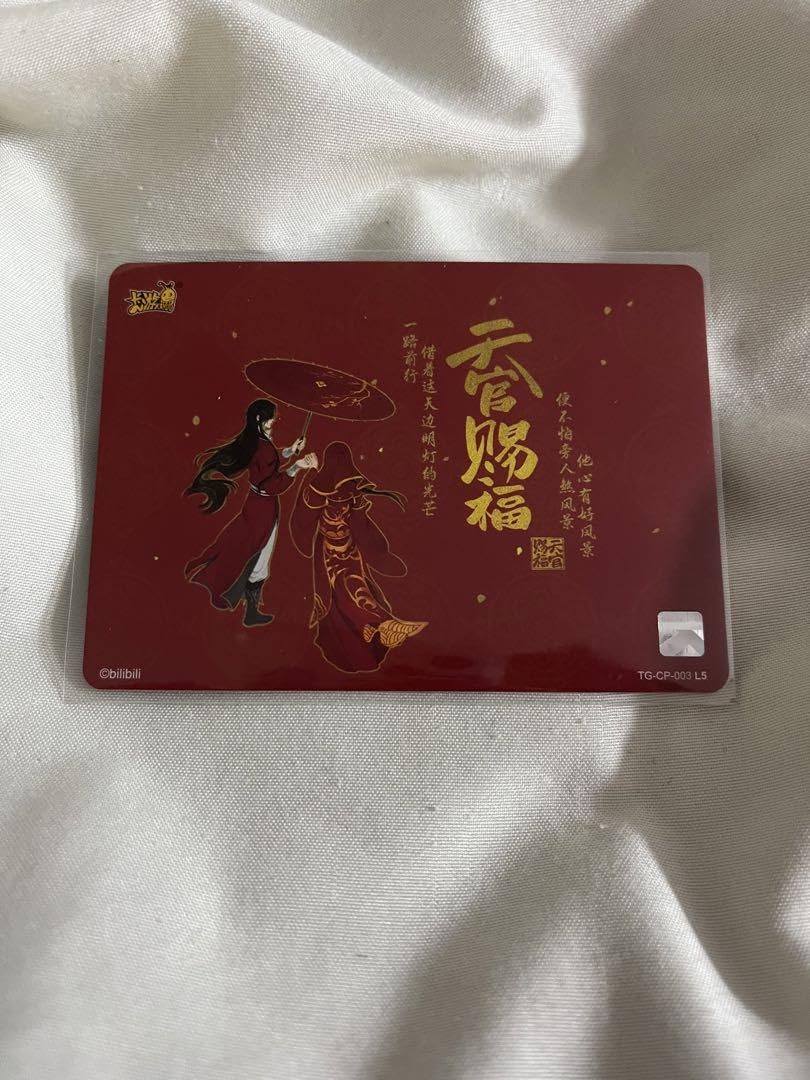 卡游
天官赐福
他心有好风景
便不怕旁人煞风景
借着这天边明灯的光芒
一路前行
天官
赐福
©bilibili
TG-CP-003 L5